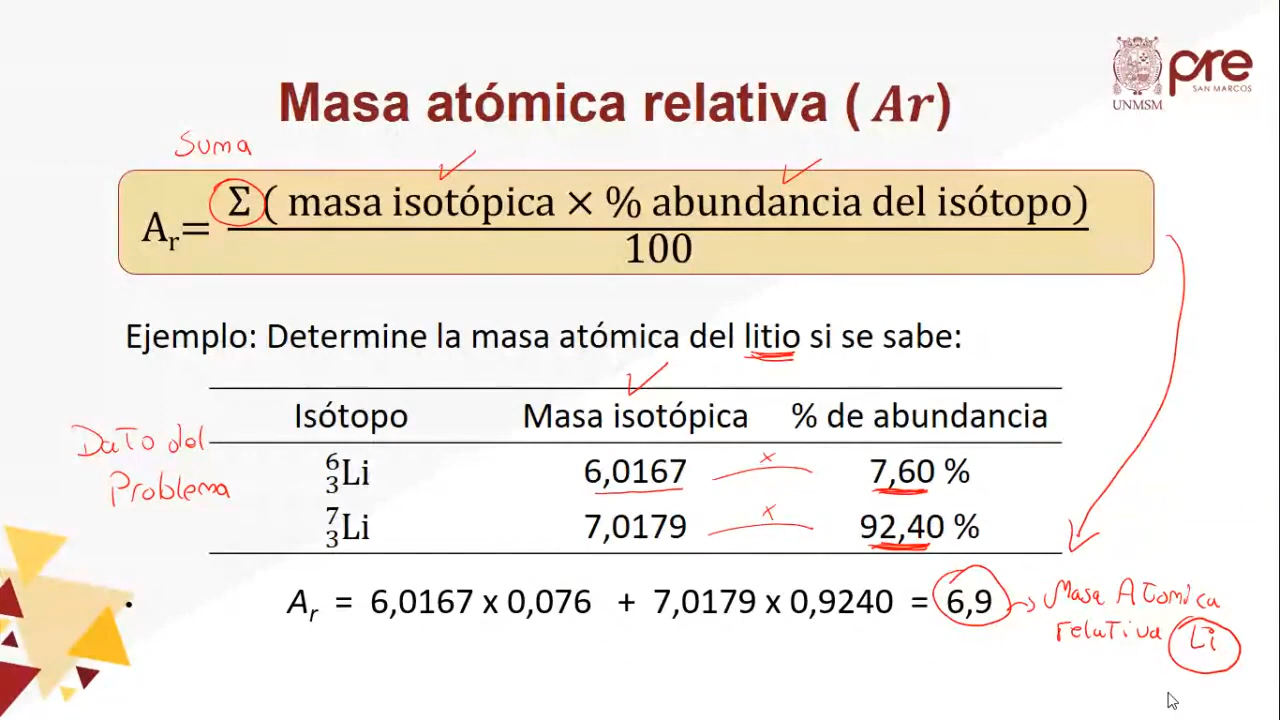 pre
SAN MARCOS
UNMSM
Masa atómica relativa ( Ar)
Suma
Aᵣ= Σ ( masa isotópica × % abundancia del isótopo)
100
Ejemplo: Determine la masa atómica del litio si se sabe:
Isótopo Masa isotópica % de abundancia
Dato del
Problema
⁶₃Li 6,0167 x 7,60 %
⁷₃Li 7,0179 x 92,40 %
• Aᵣ = 6,0167 x 0,076 + 7,0179 x 0,9240 = 6,9
Masa Atomica
relativa Li